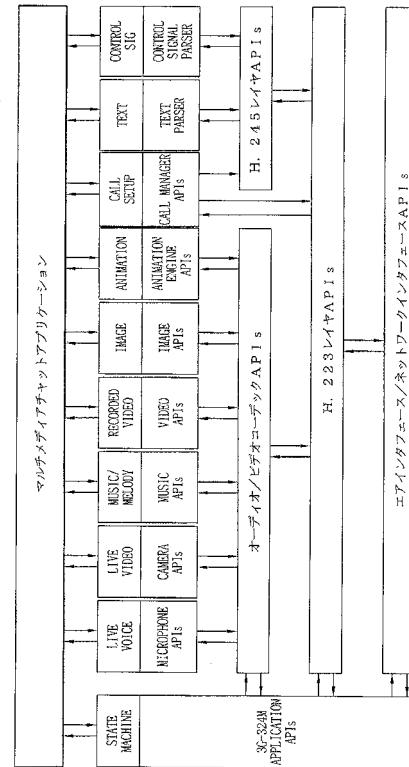 マルチメディアチャットアプリケーション
STATE
MACHINE
3G-324M
APPLICATION
APIs
LIVE
VOICE
MICROPHONE
APIs
LIVE
VIDEO
CAMERA
APIs
MUSIC/
MELODY
MUSIC
APIs
RECORDED
VIDEO
VIDEO
APIs
IMAGE
IMAGE
APIs
ANIMATION
ANIMATION
ENGINE
APIs
CALL
SETUP
CALL MANAGER
APIs
TEXT
TEXT
PARSER
CONTROL
SIG
CONTROL
SIGNAL
PARSER
オーディオ/ビデオコーデックAPIs
H. 245レイヤAPIs
H. 223レイヤAPIs
エアインタフェース/ネットワークインタフェースAPIs